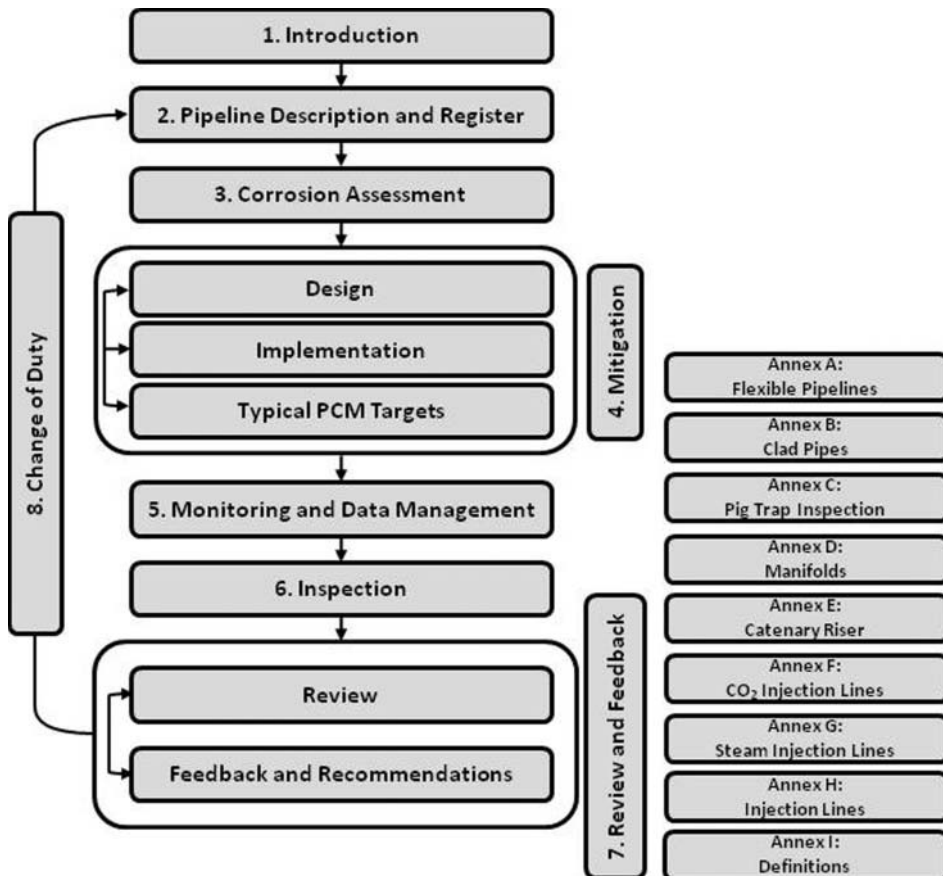 1. Introduction
2. Pipeline Description and Register
3. Corrosion Assessment
Design
Implementation
Typical PCM Targets
4. Mitigation
5. Monitoring and Data Management
6. Inspection
Review
Feedback and Recommendations
7. Review and Feedback
8. Change of Duty
Annex A:
Flexible Pipelines
Annex B:
Clad Pipes
Annex C:
Pig Trap Inspection
Annex D:
Manifolds
Annex E:
Catenary Riser
Annex F:
CO₂ Injection Lines
Annex G:
Steam Injection Lines
Annex H:
Injection Lines
Annex I:
Definitions